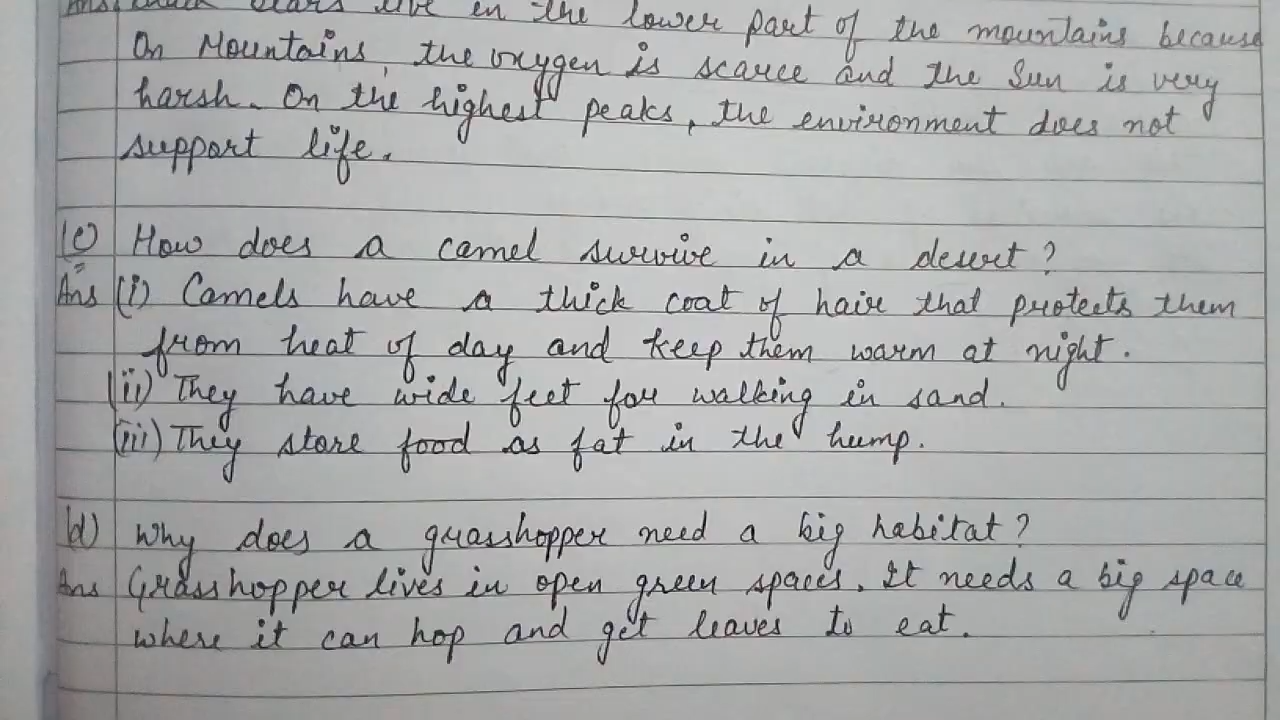 Ans bears live in the lower part of the mountains because
On Mountains, the oxygen is scarce and the Sun is very
harsh. On the highest peaks, the environment does not
support life.
(c) How does a camel survive in a desert?
Ans (i) Camels have a thick coat of hair that protects them
from heat of day and keep them warm at night.
(ii) They have wide feet for walking in sand.
(iii) They store food as fat in the hump.
(d) Why does a grasshopper need a big habitat?
Ans Grasshopper lives in open green spaces. It needs a big space
where it can hop and get leaves to eat.